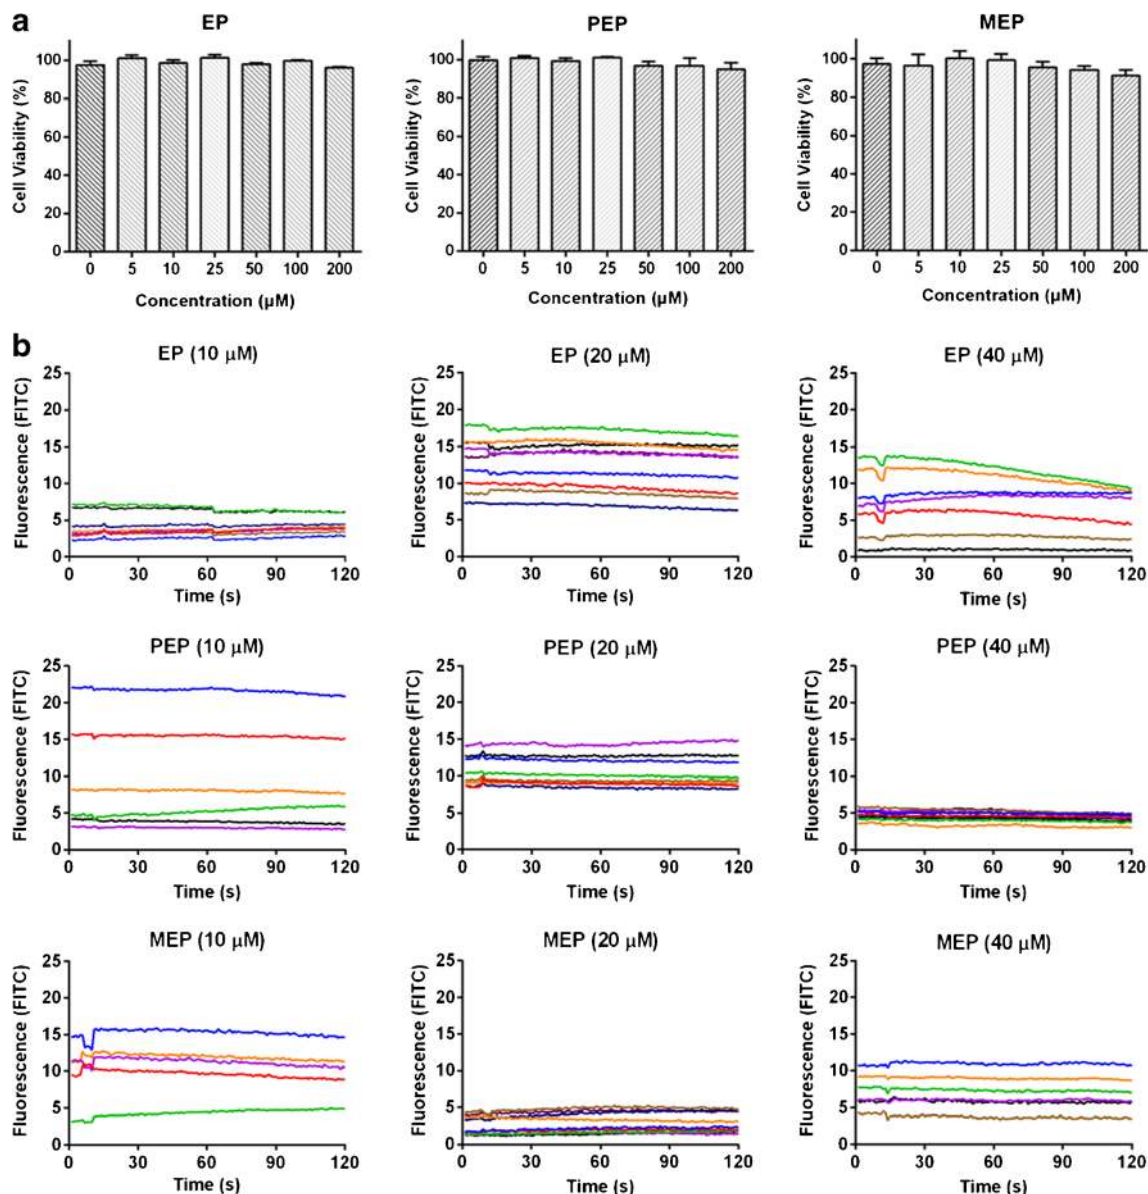 a
EP
PEP
MEP
Cell Viability (%)
100
80
60
40
20
0
0 5 10 25 50 100 200
Concentration (µM)
Cell Viability (%)
100
80
60
40
20
0
0 5 10 25 50 100 200
Concentration (µM)
Cell Viability (%)
100
80
60
40
20
0
0 5 10 25 50 100 200
Concentration (µM)
b
EP (10 µM)
Fluorescence (FITC)
25
20
15
10
5
0
0 30 60 90 120
Time (s)
EP (20 µM)
Fluorescence (FITC)
25
20
15
10
5
0
0 30 60 90 120
Time (s)
EP (40 µM)
Fluorescence (FITC)
25
20
15
10
5
0
0 30 60 90 120
Time (s)
PEP (10 µM)
Fluorescence (FITC)
25
20
15
10
5
0
0 30 60 90 120
Time (s)
PEP (20 µM)
Fluorescence (FITC)
25
20
15
10
5
0
0 30 60 90 120
Time (s)
PEP (40 µM)
Fluorescence (FITC)
25
20
15
10
5
0
0 30 60 90 120
Time (s)
MEP (10 µM)
Fluorescence (FITC)
25
20
15
10
5
0
0 30 60 90 120
Time (s)
MEP (20 µM)
Fluorescence (FITC)
25
20
15
10
5
0
0 30 60 90 120
Time (s)
MEP (40 µM)
Fluorescence (FITC)
25
20
15
10
5
0
0 30 60 90 120
Time (s)